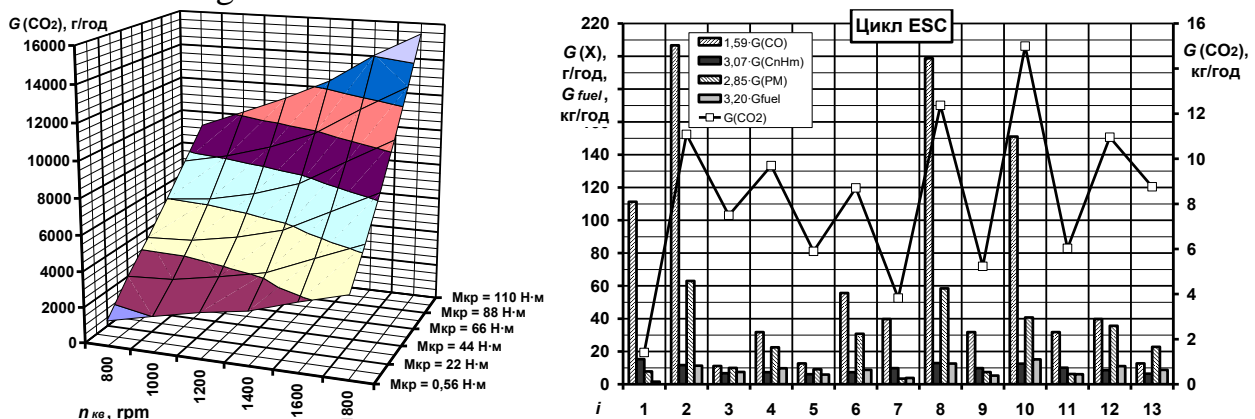 G (CO2), г/год
16000
14000
12000
10000
8000
6000
4000
2000
0
800
1000
1200
1400
1600
1800
n кв, rpm
Мкр = 110 Н·м
Мкр = 88 Н·м
Мкр = 66 Н·м
Мкр = 44 Н·м
Мкр = 22 Н·м
Мкр = 0,56 Н·м
Цикл ESC
G (X),
г/год,
G fuel ,
кг/год
220
200
180
160
140
120
100
80
60
40
20
0
1,59·G(CO)
3,07·G(CnHm)
2,85·G(PM)
3,20·Gfuel
G(CO2)
G (CO2),
кг/год
16
12
10
8
6
4
2
0
i 1 2 3 4 5 6 7 8 9 10 11 12 13